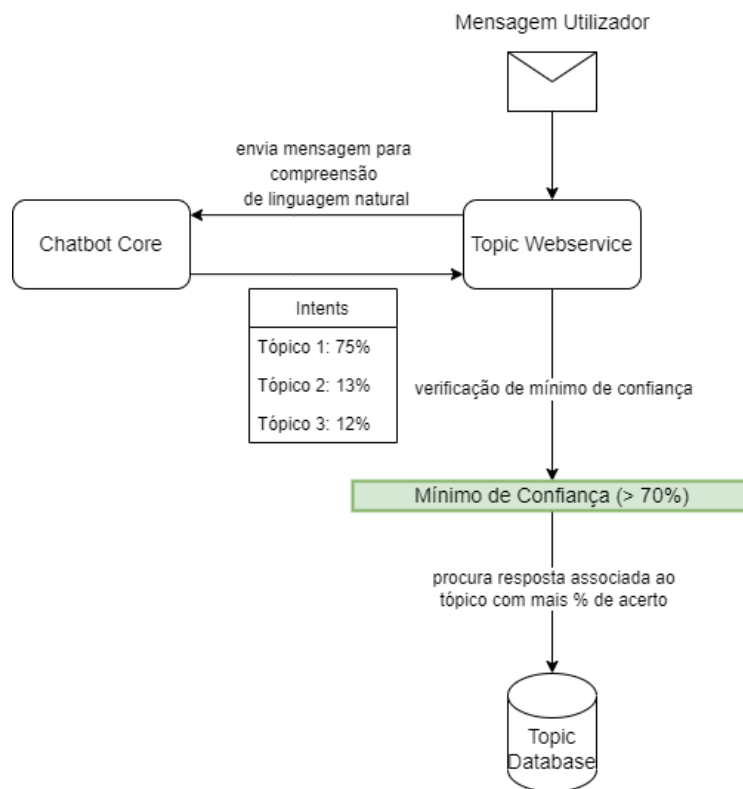 Mensagem Utilizador
envia mensagem para
compreensão
de linguagem natural
Chatbot Core
Topic Webservice
Intents
Tópico 1: 75%
Tópico 2: 13%
Tópico 3: 12%
verificação de mínimo de confiança
Mínimo de Confiança (> 70%)
procura resposta associada ao
tópico com mais % de acerto
Topic
Database